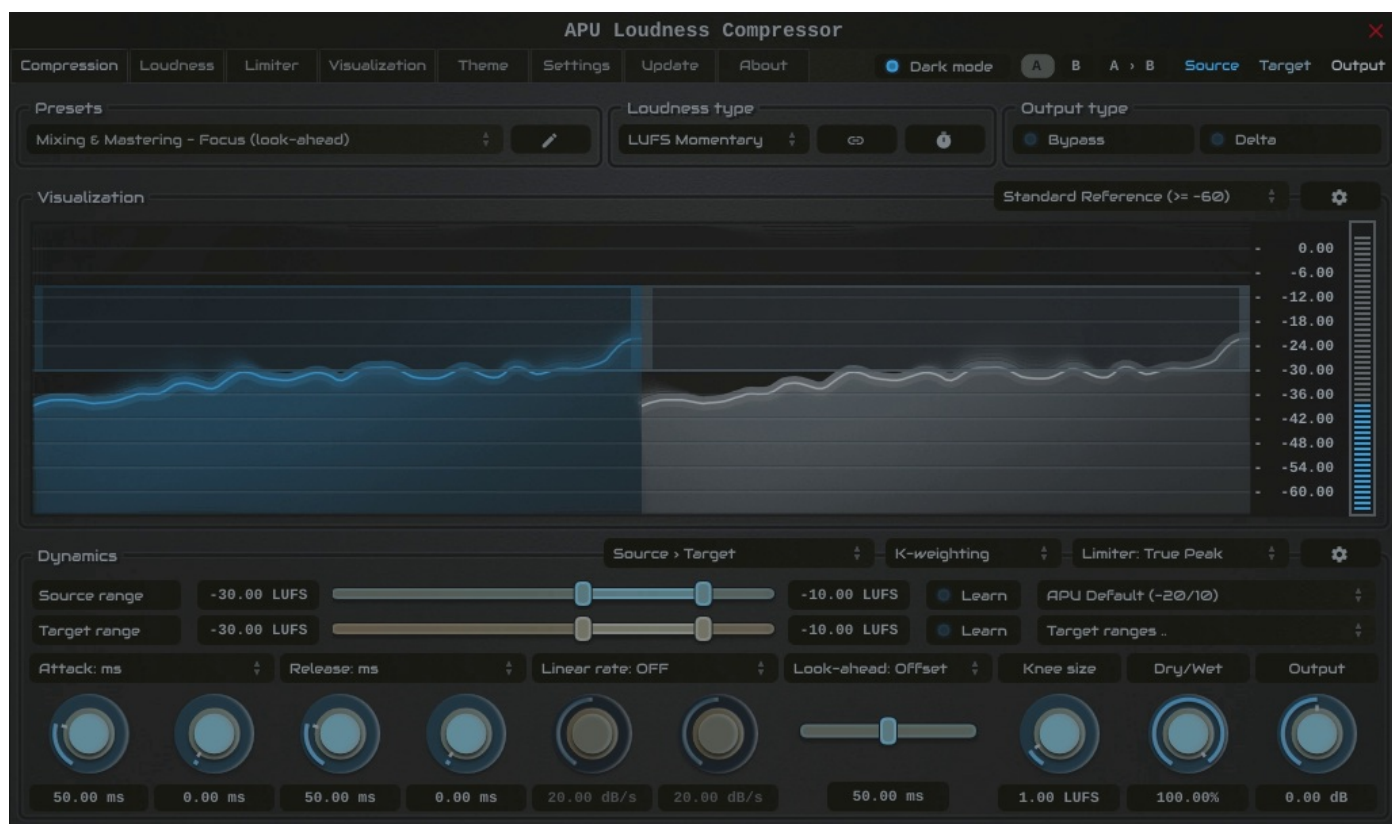 APU Loudness Compressor
Compression Loudness Limiter Visualization Theme Settings Update About Dark mode A B A › B Source Target Output
Presets Loudness type Output type
Mixing & Mastering - Focus (look-ahead) LUFS Momentary Bypass Delta
Visualization Standard Reference (>= -60)
- 0.00
- -6.00
- -12.00
- -18.00
- -24.00
- -30.00
- -36.00
- -42.00
- -48.00
- -54.00
- -60.00
Dynamics Source › Target K-weighting Limiter: True Peak
Source range -30.00 LUFS -10.00 LUFS Learn APU Default (-20/10)
Target range -30.00 LUFS -10.00 LUFS Learn Target ranges ..
Attack: ms Release: ms Linear rate: OFF Look-ahead: Offset Knee size Dry/Wet Output
50.00 ms 0.00 ms 50.00 ms 0.00 ms 20.00 dB/s 20.00 dB/s 50.00 ms 1.00 LUFS 100.00% 0.00 dB